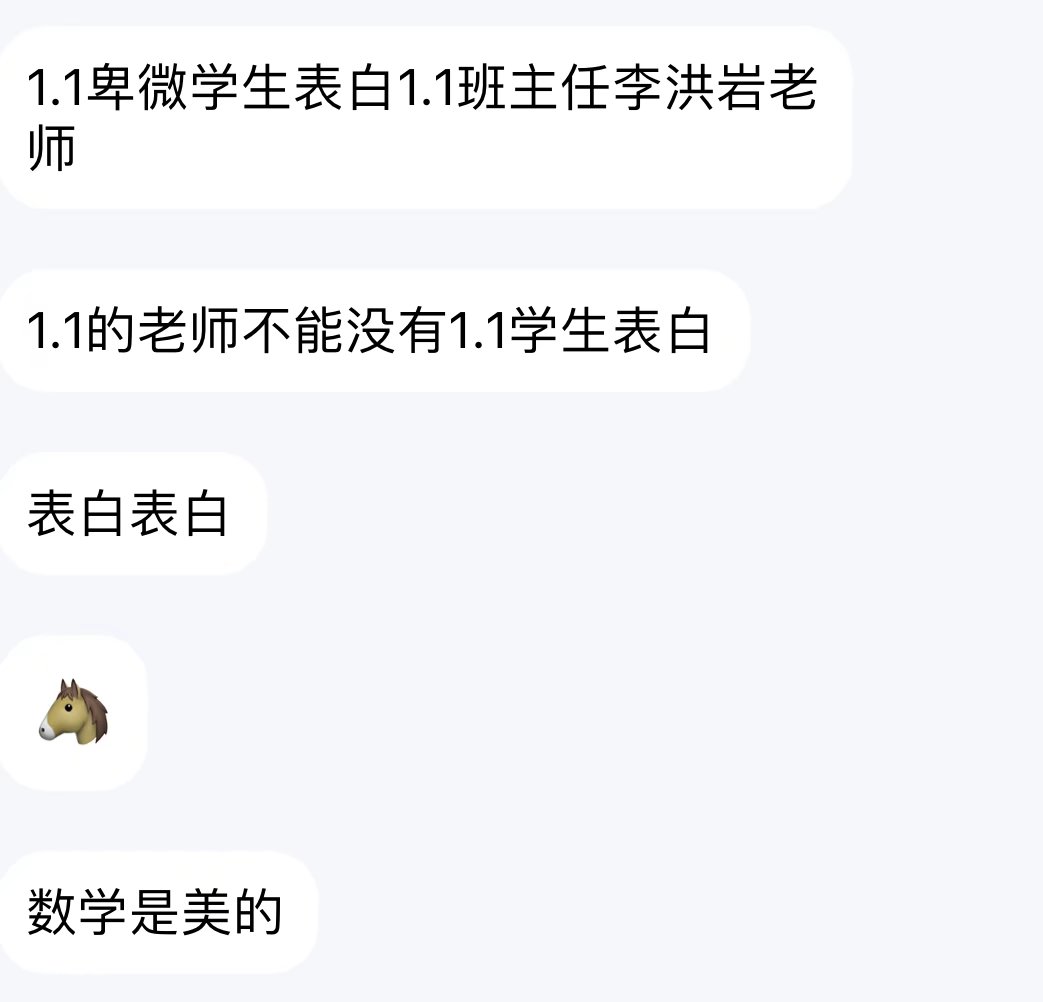 1.1卑微学生表白1.1班主任李洪岩老
师
1.1的老师不能没有1.1学生表白
表白表白
🐴
数学是美的